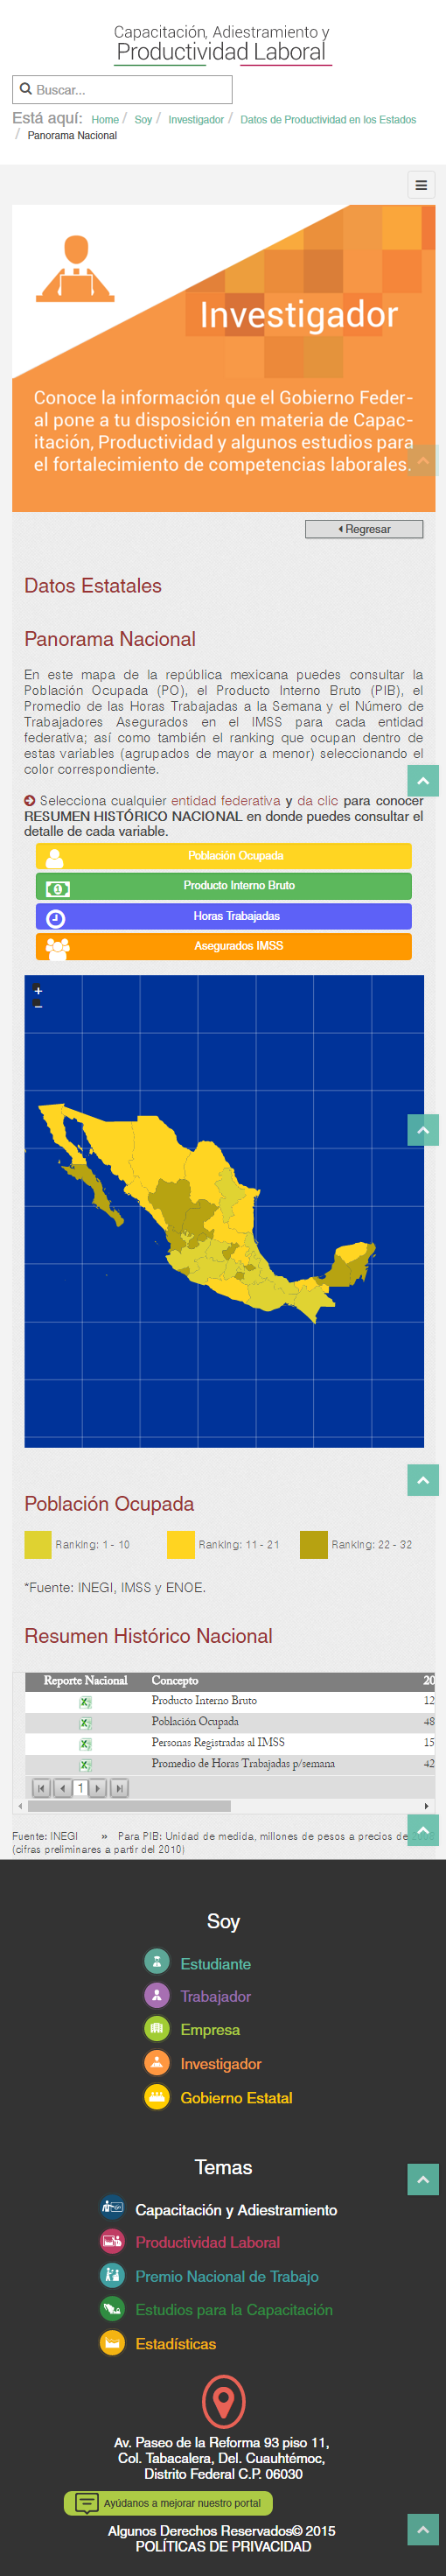 Capacitación, Adiestramiento y
Productividad Laboral
Buscar...
Está aquí: Home / Soy / Investigador / Datos de Productividad en los Estados
/ Panorama Nacional
Investigador
Conoce la información que el Gobierno Feder-
al pone a tu disposición en materia de Capac-
itación, Productividad y algunos estudios para
el fortalecimiento de competencias laborales.
Regresar
Datos Estatales
Panorama Nacional
En este mapa de la república mexicana puedes consultar la
Población Ocupada (PO), el Producto Interno Bruto (PIB), el
Promedio de las Horas Trabajadas a la Semana y el Número de
Trabajadores Asegurados en el IMSS para cada entidad
federativa; así como también el ranking que ocupan dentro de
estas variables (agrupados de mayor a menor) seleccionando el
color correspondiente.
Selecciona cualquier entidad federativa y da clic para conocer
RESUMEN HISTÓRICO NACIONAL en donde puedes consultar el
detalle de cada variable.
Población Ocupada
Producto Interno Bruto
Horas Trabajadas
Asegurados IMSS
+
−
Población Ocupada
Ranking: 1 - 10 Ranking: 11 - 21 Ranking: 22 - 32
*Fuente: INEGI, IMSS y ENOE.
Resumen Histórico Nacional
Reporte Nacional Concepto 20
Producto Interno Bruto 12
Población Ocupada 48
Personas Registradas al IMSS 15
Promedio de Horas Trabajadas p/semana 42
1
Fuente: INEGI » Para PIB: Unidad de medida, millones de pesos a precios de
(cifras preliminares a partir del 2010)
Soy
Estudiante
Trabajador
Empresa
Investigador
Gobierno Estatal
Temas
Capacitación y Adiestramiento
Productividad Laboral
Premio Nacional de Trabajo
Estudios para la Capacitación
Estadísticas
Av. Paseo de la Reforma 93 piso 11,
Col. Tabacalera, Del. Cuauhtémoc,
Distrito Federal C.P. 06030
Ayúdanos a mejorar nuestro portal
Algunos Derechos Reservados© 2015
POLÍTICAS DE PRIVACIDAD